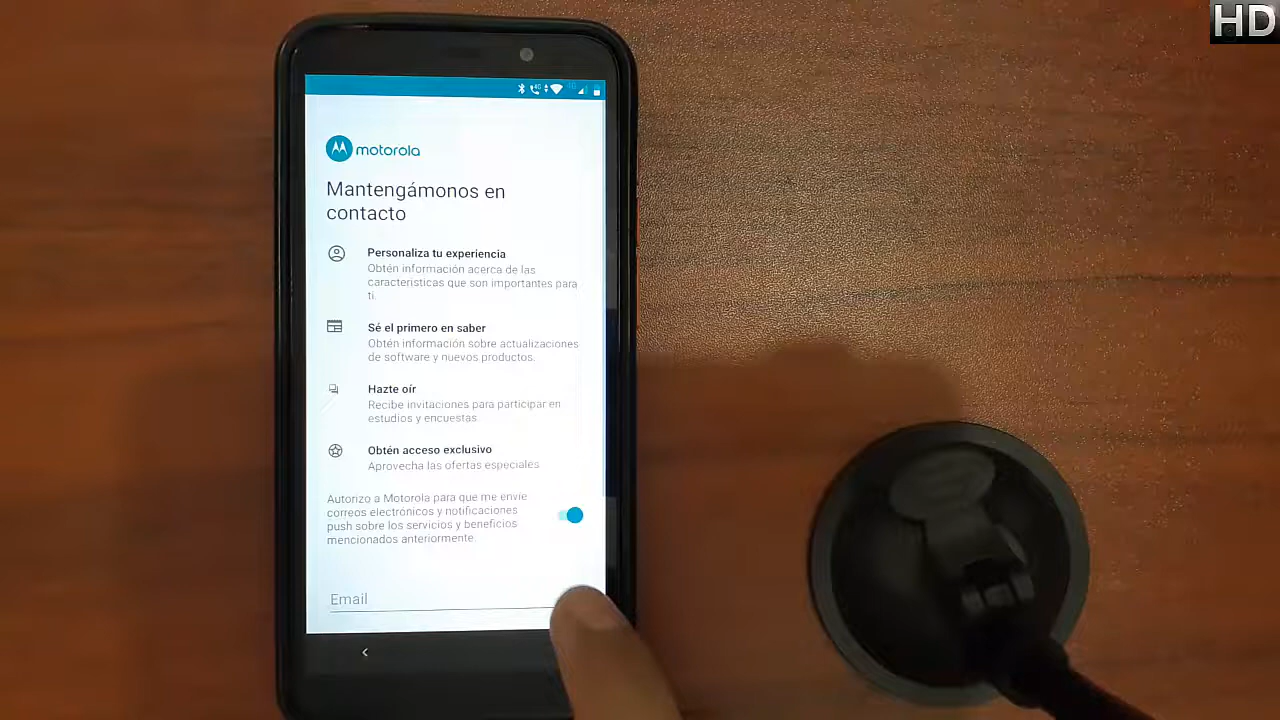 HD
motorola
Mantengámonos en
contacto
Personaliza tu experiencia
Obtén información acerca de las
características que son importantes para
ti.
Sé el primero en saber
Obtén información sobre actualizaciones
de software y nuevos productos.
Hazte oír
Recibe invitaciones para participar en
estudios y encuestas
Obtén acceso exclusivo
Aprovecha las ofertas especiales
Autorizo a Motorola para que me envíe
correos electrónicos y notificaciones
push sobre los servicios y beneficios
mencionados anteriormente.
Email